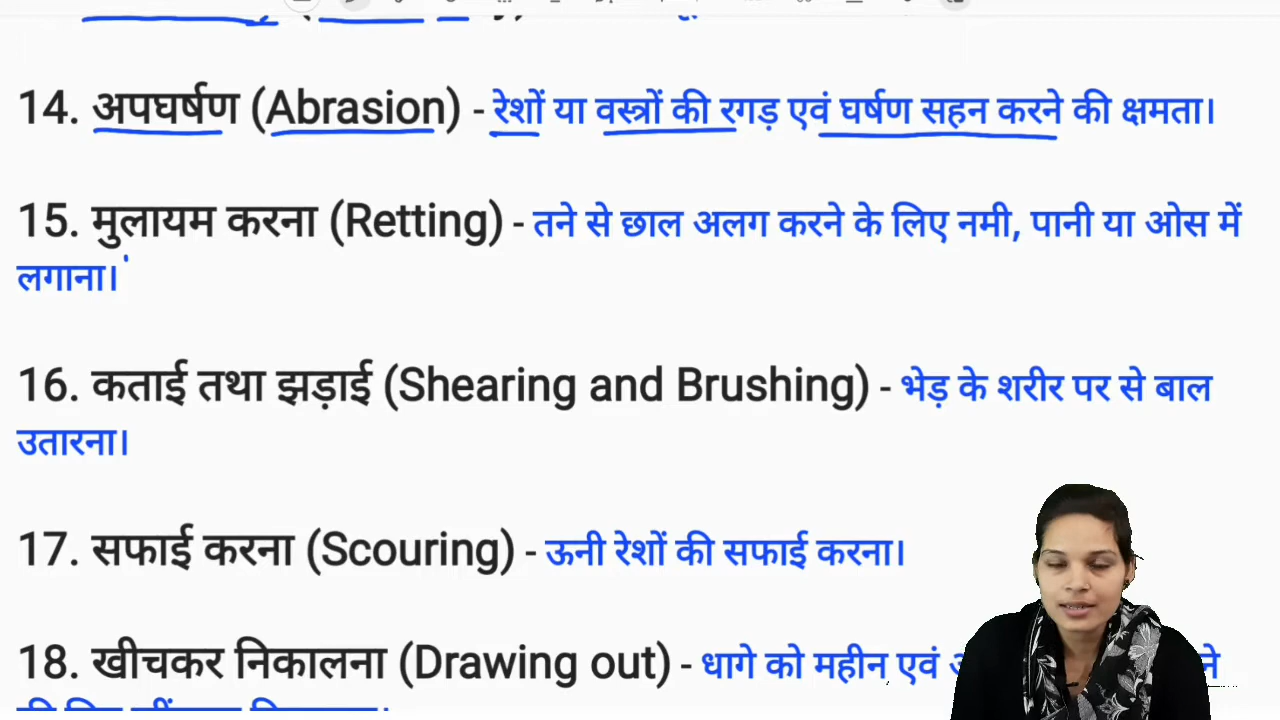 14. अपघर्षण (Abrasion) - रेशों या वस्त्रों की रगड़ एवं घर्षण सहन करने की क्षमता।
15. मुलायम करना (Retting) - तने से छाल अलग करने के लिए नमी, पानी या ओस में
लगाना।
16. कताई तथा झड़ाई (Shearing and Brushing) - भेड़ के शरीर पर से बाल
उतारना।
17. सफाई करना (Scouring) - ऊनी रेशों की सफाई करना।
18. खीचकर निकालना (Drawing out) - धागे को महीन एवं